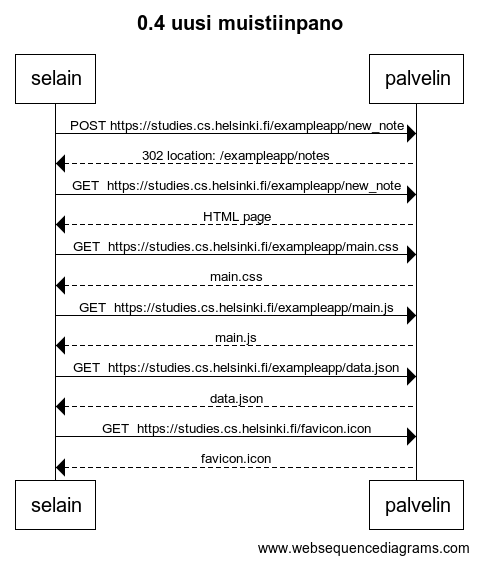 0.4 uusi muistiinpano
selain palvelin
POST https://studies.cs.helsinki.fi/exampleapp/new_note
302 location: /exampleapp/notes
GET https://studies.cs.helsinki.fi/exampleapp/new_note
HTML page
GET https://studies.cs.helsinki.fi/exampleapp/main.css
main.css
GET https://studies.cs.helsinki.fi/exampleapp/main.js
main.js
GET https://studies.cs.helsinki.fi/exampleapp/data.json
data.json
GET https://studies.cs.helsinki.fi/favicon.icon
favicon.icon
selain palvelin
www.websequencediagrams.com